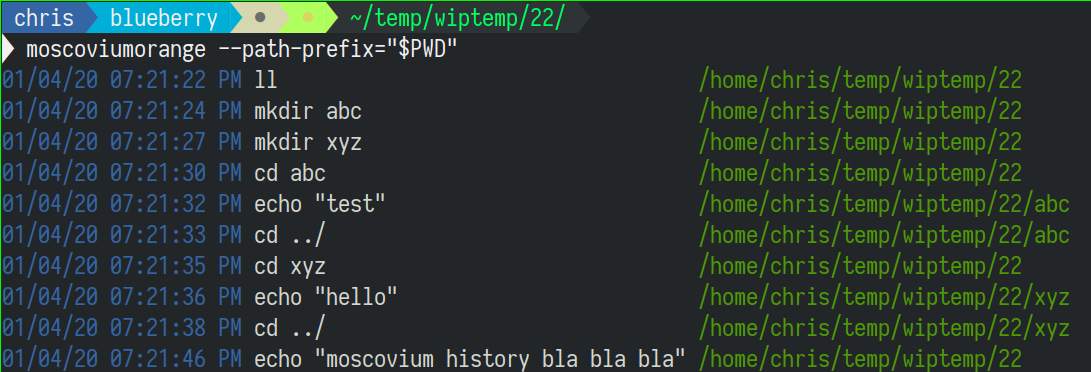 chris blueberry ~/temp/wiptemp/22/
moscoviumorange --path-prefix="$PWD"
01/04/20 07:21:22 PM ll /home/chris/temp/wiptemp/22
01/04/20 07:21:24 PM mkdir abc /home/chris/temp/wiptemp/22
01/04/20 07:21:27 PM mkdir xyz /home/chris/temp/wiptemp/22
01/04/20 07:21:30 PM cd abc /home/chris/temp/wiptemp/22
01/04/20 07:21:32 PM echo "test" /home/chris/temp/wiptemp/22/abc
01/04/20 07:21:33 PM cd ../ /home/chris/temp/wiptemp/22/abc
01/04/20 07:21:35 PM cd xyz /home/chris/temp/wiptemp/22
01/04/20 07:21:36 PM echo "hello" /home/chris/temp/wiptemp/22/xyz
01/04/20 07:21:38 PM cd ../ /home/chris/temp/wiptemp/22/xyz
01/04/20 07:21:46 PM echo "moscovium history bla bla bla" /home/chris/temp/wiptemp/22